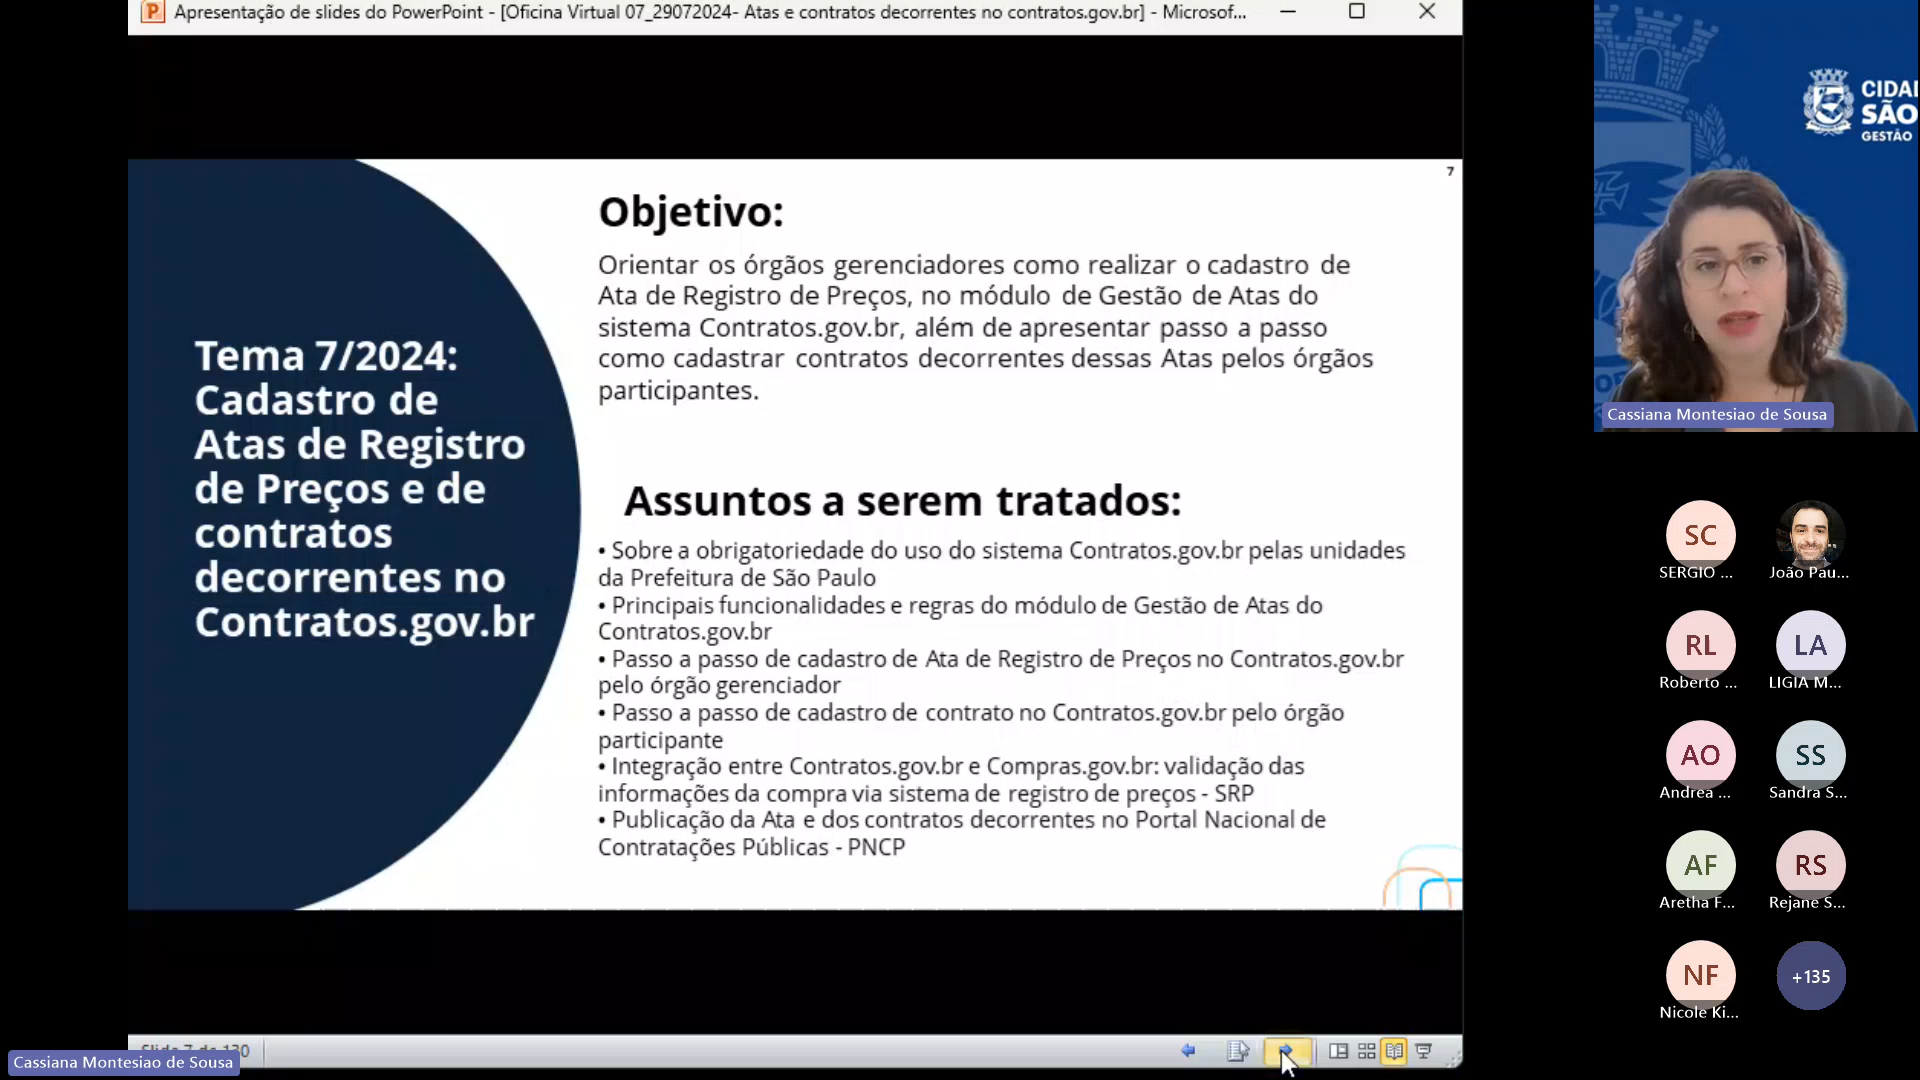 Apresentação de slides do PowerPoint - [Oficina Virtual 07_29072024- Atas e contratos decorrentes no contratos.gov.br] - Microsof...
7
Tema 7/2024:
Cadastro de
Atas de Registro
de Preços e de
contratos
decorrentes no
Contratos.gov.br
Objetivo:
Orientar os órgãos gerenciadores como realizar o cadastro de
Ata de Registro de Preços, no módulo de Gestão de Atas do
sistema Contratos.gov.br, além de apresentar passo a passo
como cadastrar contratos decorrentes dessas Atas pelos órgãos
participantes.
Assuntos a serem tratados:
• Sobre a obrigatoriedade do uso do sistema Contratos.gov.br pelas unidades
da Prefeitura de São Paulo
• Principais funcionalidades e regras do módulo de Gestão de Atas do
Contratos.gov.br
• Passo a passo de cadastro de Ata de Registro de Preços no Contratos.gov.br
pelo órgão gerenciador
• Passo a passo de cadastro de contrato no Contratos.gov.br pelo órgão
participante
• Integração entre Contratos.gov.br e Compras.gov.br: validação das
informações da compra via sistema de registro de preços - SRP
• Publicação da Ata e dos contratos decorrentes no Portal Nacional de
Contratações Públicas - PNCP
Slide 7 de 130
Cassiana Montesiao de Sousa
CIDA
SÃO
GESTÃO
Cassiana Montesiao de Sousa
SC
SERGIO ...
João Pau...
RL
Roberto ...
LA
LIGIA M...
AO
Andrea ...
SS
Sandra S...
AF
Aretha F...
RS
Rejane S...
NF
Nicole Ki...
+135